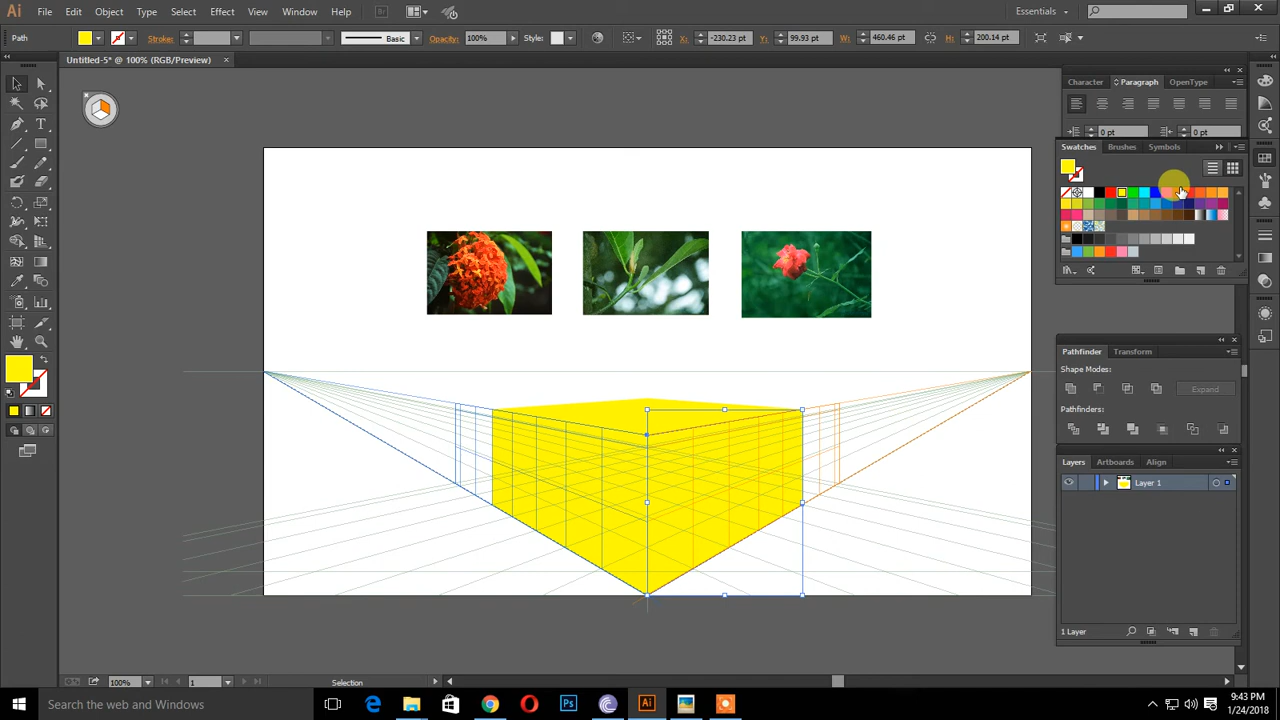 Ai File Edit Object Type Select Effect View Window Help Br Essentials
Path Stroke: Basic Opacity: 100% Style: X: -230.23 pt Y: 99.93 pt W: 460.46 pt H: 200.14 pt
Untitled-5* @ 100% (RGB/Preview) ×
Character Paragraph OpenType
0 pt 0 pt
Swatches Brushes Symbols
Pathfinder Transform
Shape Modes:
Expand
Pathfinders:
Layers Artboards Align
Layer 1
1 Layer
100% 1 Selection
Search the web and Windows
Ps Ai
9:43 PM
1/24/2018